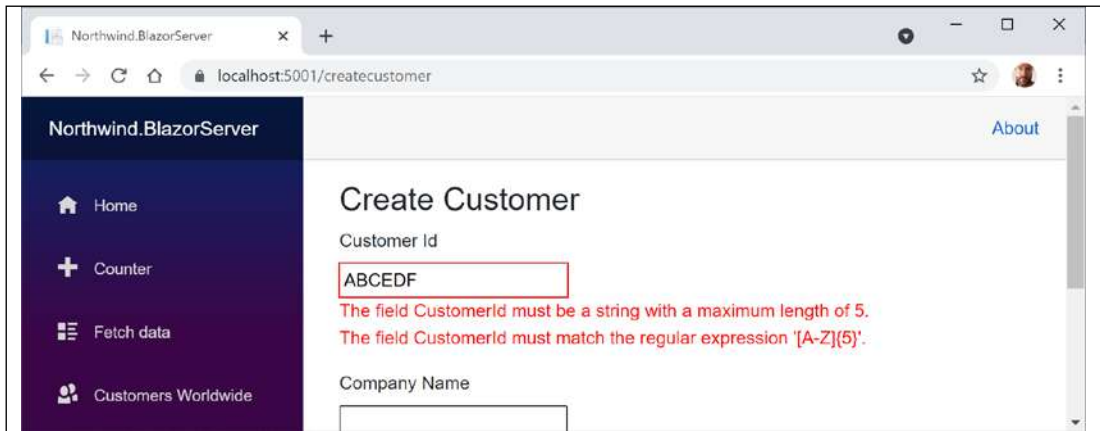 Northwind.BlazorServer
localhost:5001/createcustomer
Northwind.BlazorServer
About
Home
Counter
Fetch data
Customers Worldwide
Create Customer
Customer Id
ABCEDF
The field CustomerId must be a string with a maximum length of 5.
The field CustomerId must match the regular expression '[A-Z]{5}'.
Company Name